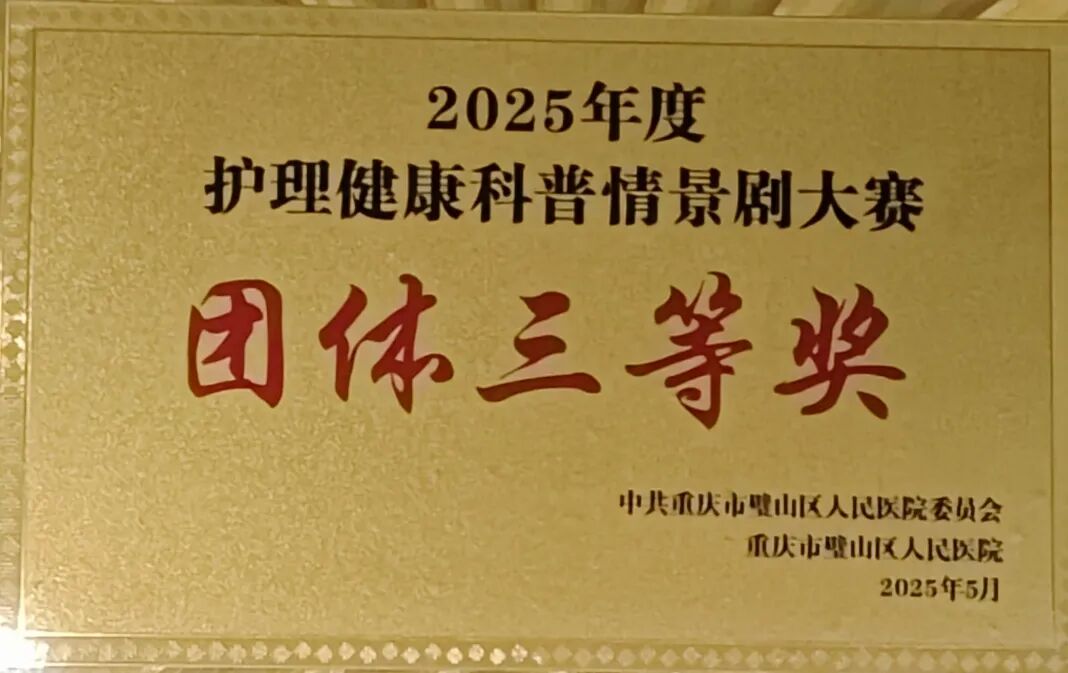 2025年度
护理健康科普情景剧大赛
团体三等奖
中共重庆市璧山区人民医院委员会
重庆市璧山区人民医院
2025年5月